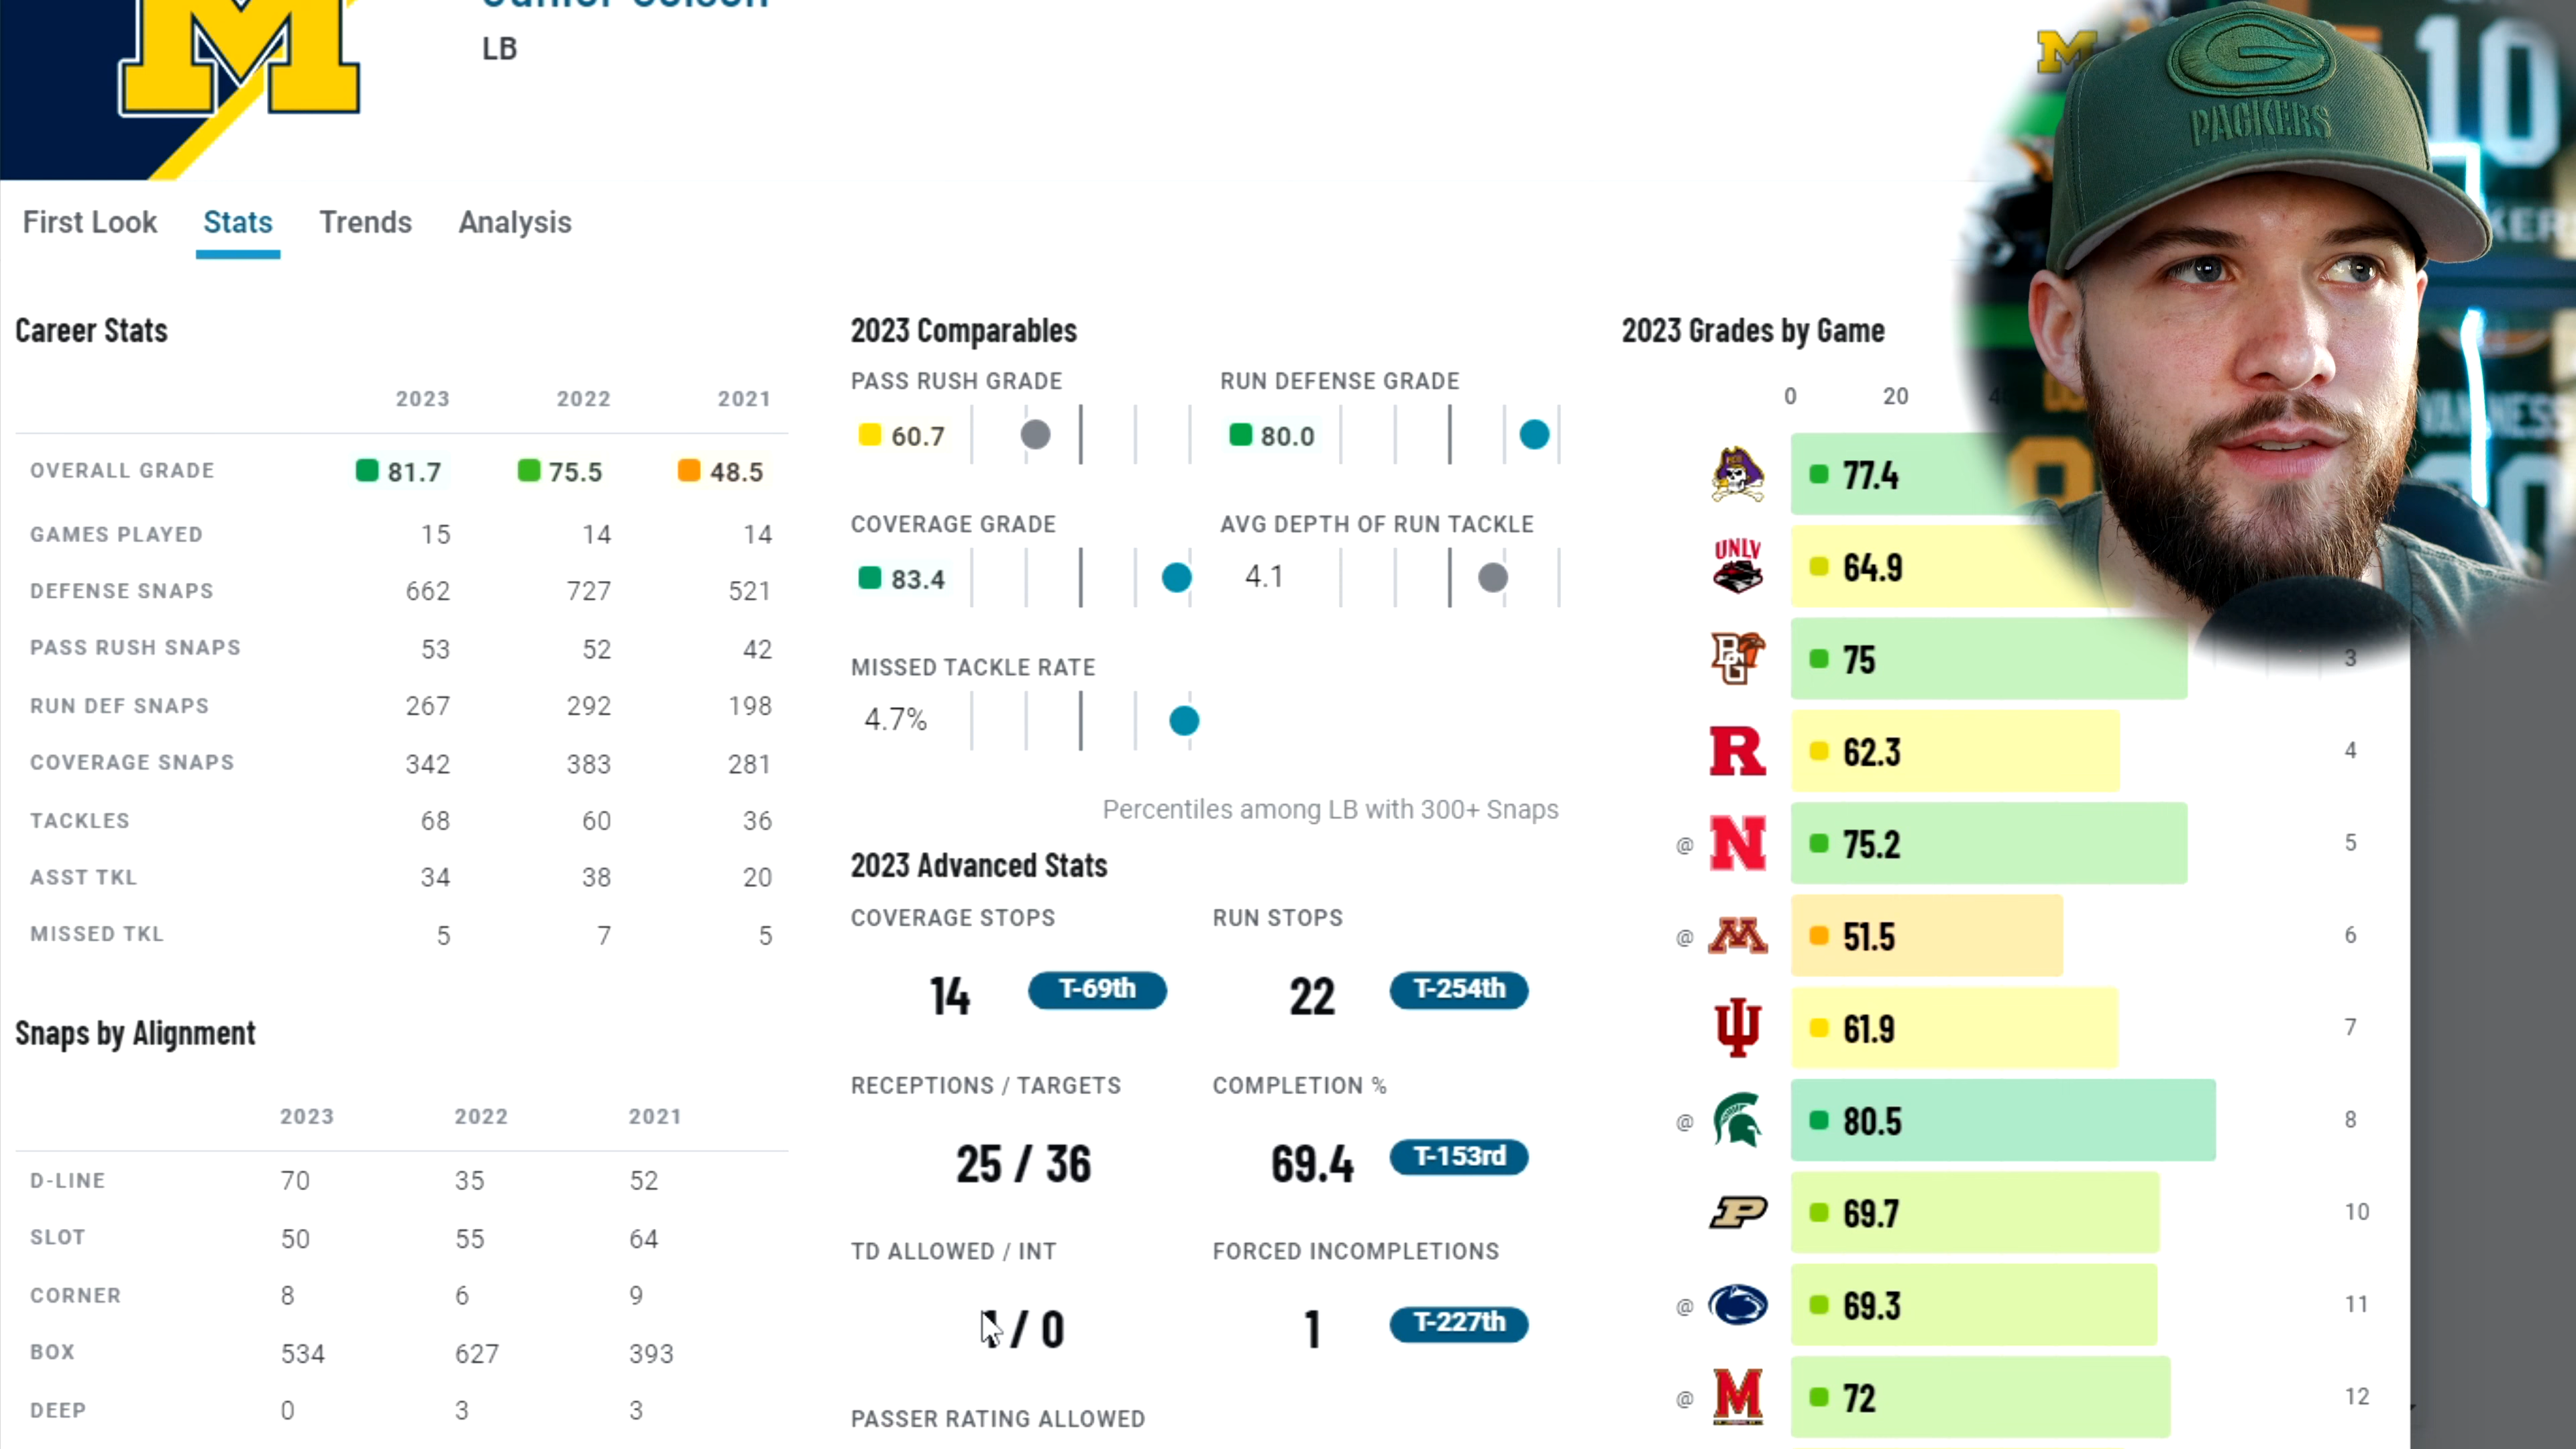 LB
First Look Stats Trends Analysis
Career Stats
2023 2022 2021
OVERALL GRADE 81.7 75.5 48.5
GAMES PLAYED 15 14 14
DEFENSE SNAPS 662 727 521
PASS RUSH SNAPS 53 52 42
RUN DEF SNAPS 267 292 198
COVERAGE SNAPS 342 383 281
TACKLES 68 60 36
ASST TKL 34 38 20
MISSED TKL 5 7 5
Snaps by Alignment
2023 2022 2021
D-LINE 70 35 52
SLOT 50 55 64
CORNER 8 6 9
BOX 534 627 393
DEEP 0 3 3
2023 Comparables
PASS RUSH GRADE RUN DEFENSE GRADE
60.7 80.0
COVERAGE GRADE AVG DEPTH OF RUN TACKLE
83.4 4.1
MISSED TACKLE RATE
4.7%
Percentiles among LB with 300+ Snaps
2023 Advanced Stats
COVERAGE STOPS RUN STOPS
14 T-69th 22 T-254th
RECEPTIONS / TARGETS COMPLETION %
25 / 36 69.4 T-153rd
TD ALLOWED / INT FORCED INCOMPLETIONS
/ 0 1 T-227th
PASSER RATING ALLOWED
2023 Grades by Game
0 20
77.4
UNLV 64.9
BG 75 3
R 62.3 4
@ N 75.2 5
@ M 51.5 6
61.9 7
@ 80.5 8
P 69.7 10
@ 69.3 11
@ M 72 12
M
G
PACKERS
10